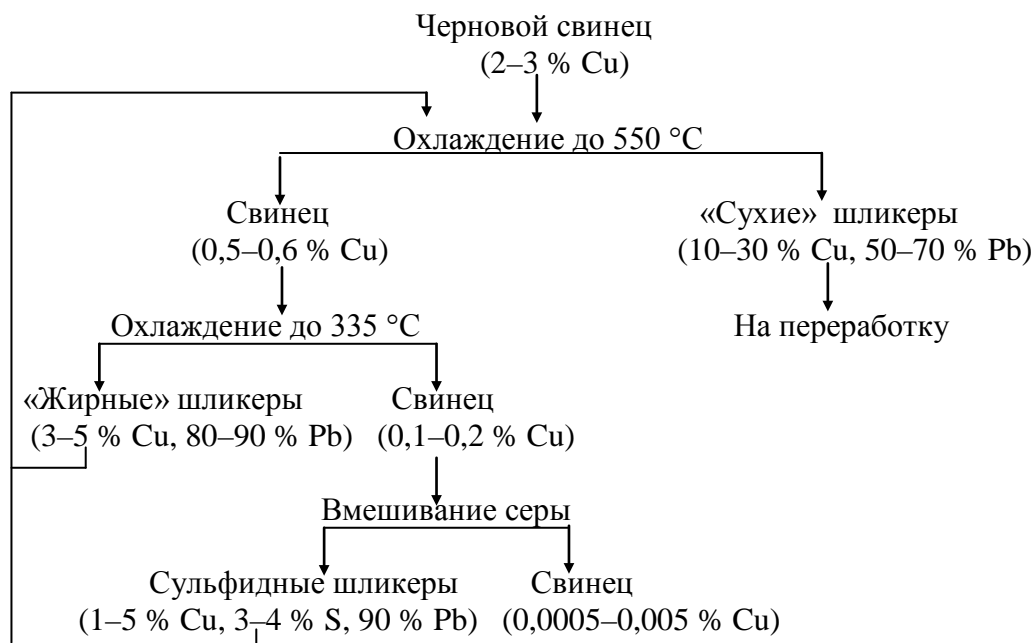 Черновой свинец
(2–3 % Cu)
Охлаждение до 550 °С
Свинец
(0,5–0,6 % Cu)
«Сухие» шликеры
(10–30 % Cu, 50–70 % Pb)
Охлаждение до 335 °С
На переработку
«Жирные» шликеры
(3–5 % Cu, 80–90 % Pb)
Свинец
(0,1–0,2 % Cu)
Вмешивание серы
Сульфидные шликеры
(1–5 % Cu, 3–4 % S, 90 % Pb)
Свинец
(0,0005–0,005 % Cu)